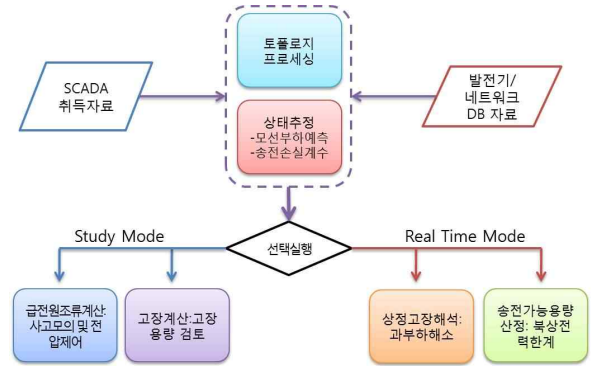 토폴로지
프로세싱
SCADA
취득자료
발전기/
네트워크
DB 자료
상태추정
-모선부하예측
-송전손실계수
선택실행
Study Mode
Real Time Mode
급전원조류계산:
사고모의 및 전
압제어
고장계산:고장
용량 검토
상정고장해석:
과부하해소
송전가능용량
산정: 북상전
력한계